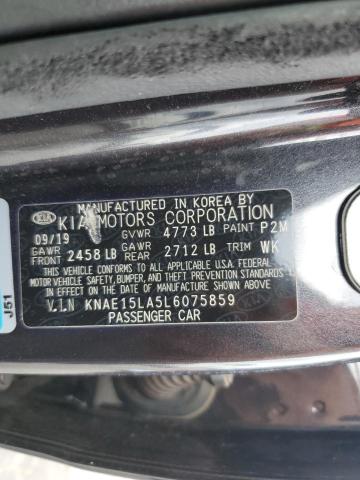 MANUFACTURED IN KOREA BY
KIA KIA MOTORS CORPORATION
09/19 GVWR 4773 LB PAINT P2M
GAWR FRONT 2458 LB GAWR REAR 2712 LB TRIM WK
THIS VEHICLE CONFORMS TO ALL APPLICABLE U.S.A. FEDERAL
MOTOR VEHICLE SAFETY, BUMPER, AND THEFT PREVENTION
STANDARDS IN EFFECT ON THE DATE OF MANUFACTURE SHOWN ABOVE.
V.I.N KNAE15LA5L6075859
PASSENGER CAR
J51